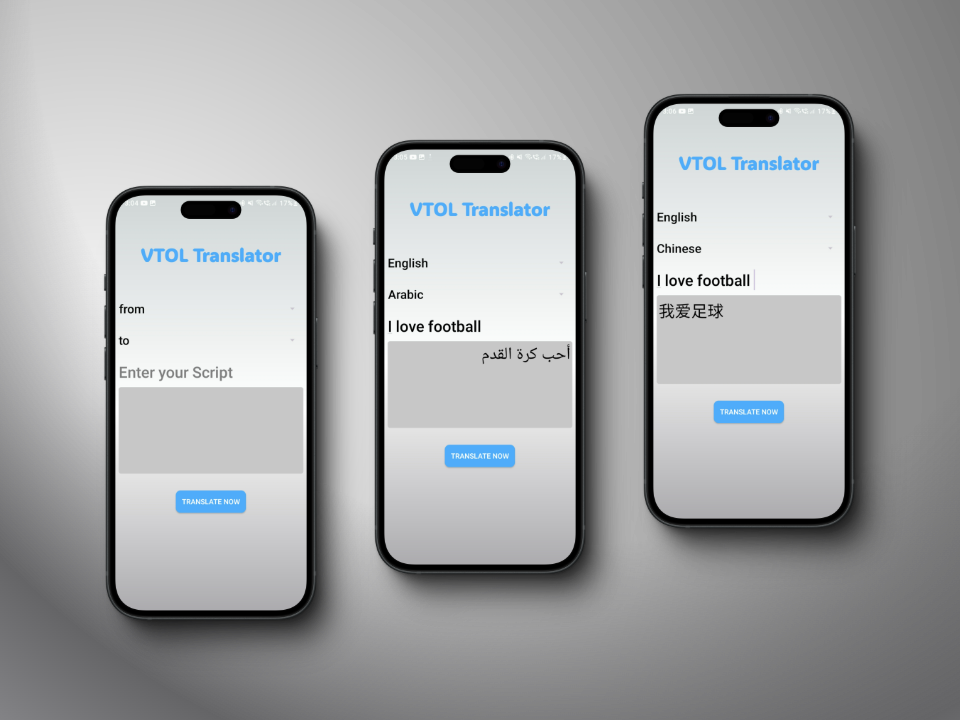 VTOL Translator
from
to
Enter your Script
TRANSLATE NOW
VTOL Translator
English
Arabic
I love football
أحب كرة القدم
TRANSLATE NOW
VTOL Translator
English
Chinese
I love football
我爱足球
TRANSLATE NOW